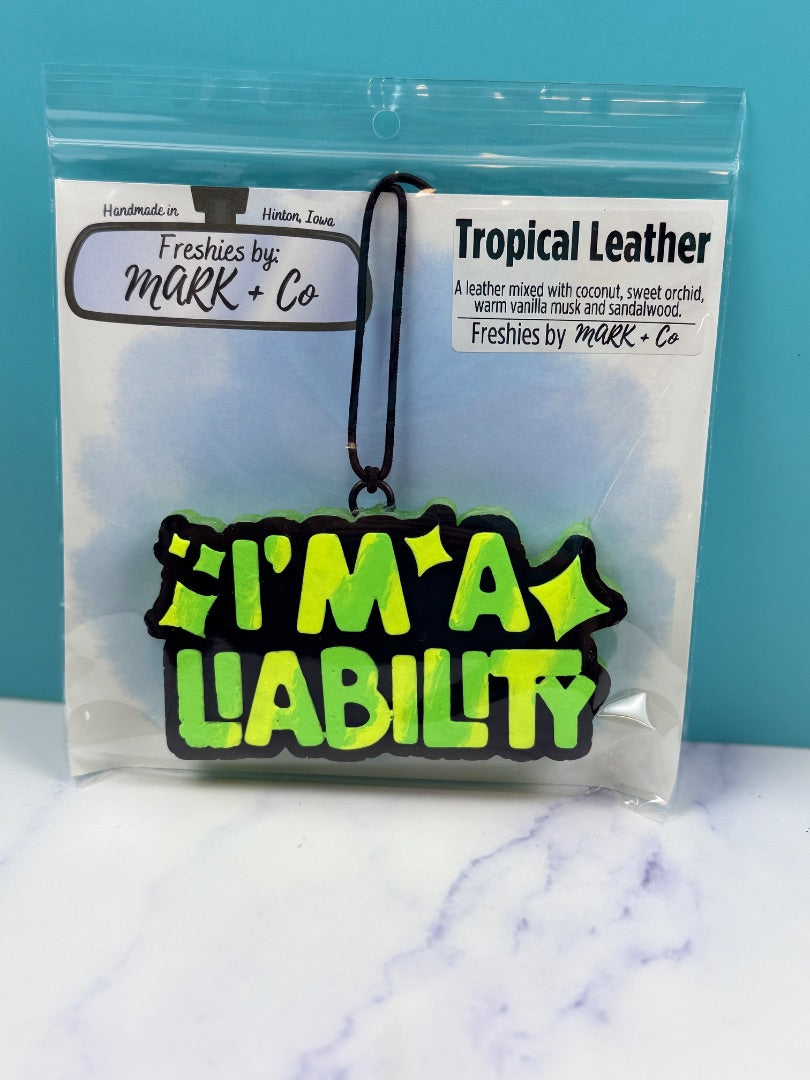 Handmade in Hinton, Iowa
Freshies by:
MARK + Co
Tropical Leather
A leather mixed with coconut, sweet orchid,
warm vanilla musk and sandalwood.
Freshies by MARK + Co
I'M A
LIABILITY